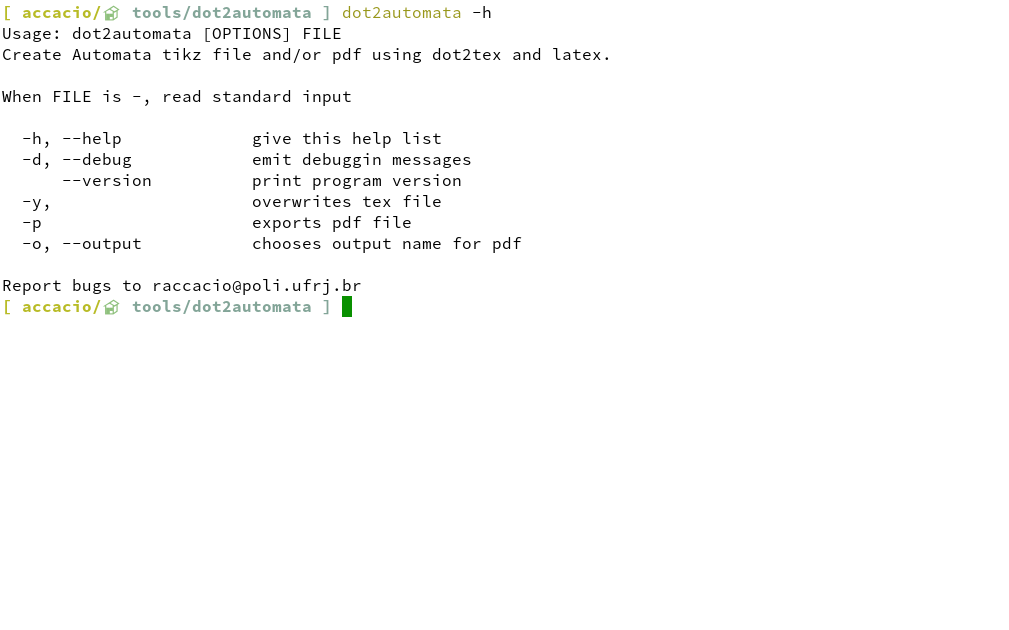 [ accacio/ tools/dot2automata ] dot2automata -h
Usage: dot2automata [OPTIONS] FILE
Create Automata tikz file and/or pdf using dot2tex and latex.
When FILE is -, read standard input
-h, --help give this help list
-d, --debug emit debuggin messages
--version print program version
-y, overwrites tex file
-p exports pdf file
-o, --output chooses output name for pdf
Report bugs to raccacio@poli.ufrj.br
[ accacio/ tools/dot2automata ]